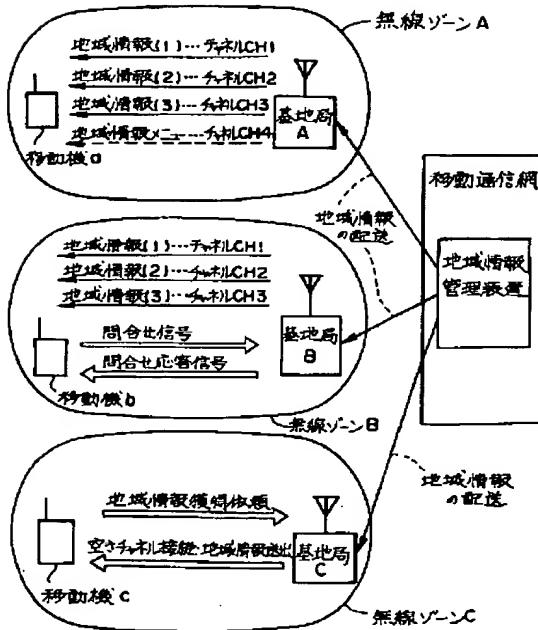 無線ゾーンA
地域情報(1)…チャネルCH1
地域情報(2)…チャネルCH2
地域情報(3)…チャネルCH3
地域情報メニュー…チャネルCH4
基地局
A
移動機a
移動通信網
地域情報
の配送
地域情報
管理装置
地域情報(1)…チャネルCH1
地域情報(2)…チャネルCH2
地域情報(3)…チャネルCH3
問合せ信号
問合せ応答信号
基地局
B
移動機b
無線ゾーンB
地域情報
の配送
地域情報獲得依頼
空きチャネル接続・地域情報送出
基地局
C
移動機c
無線ゾーンC